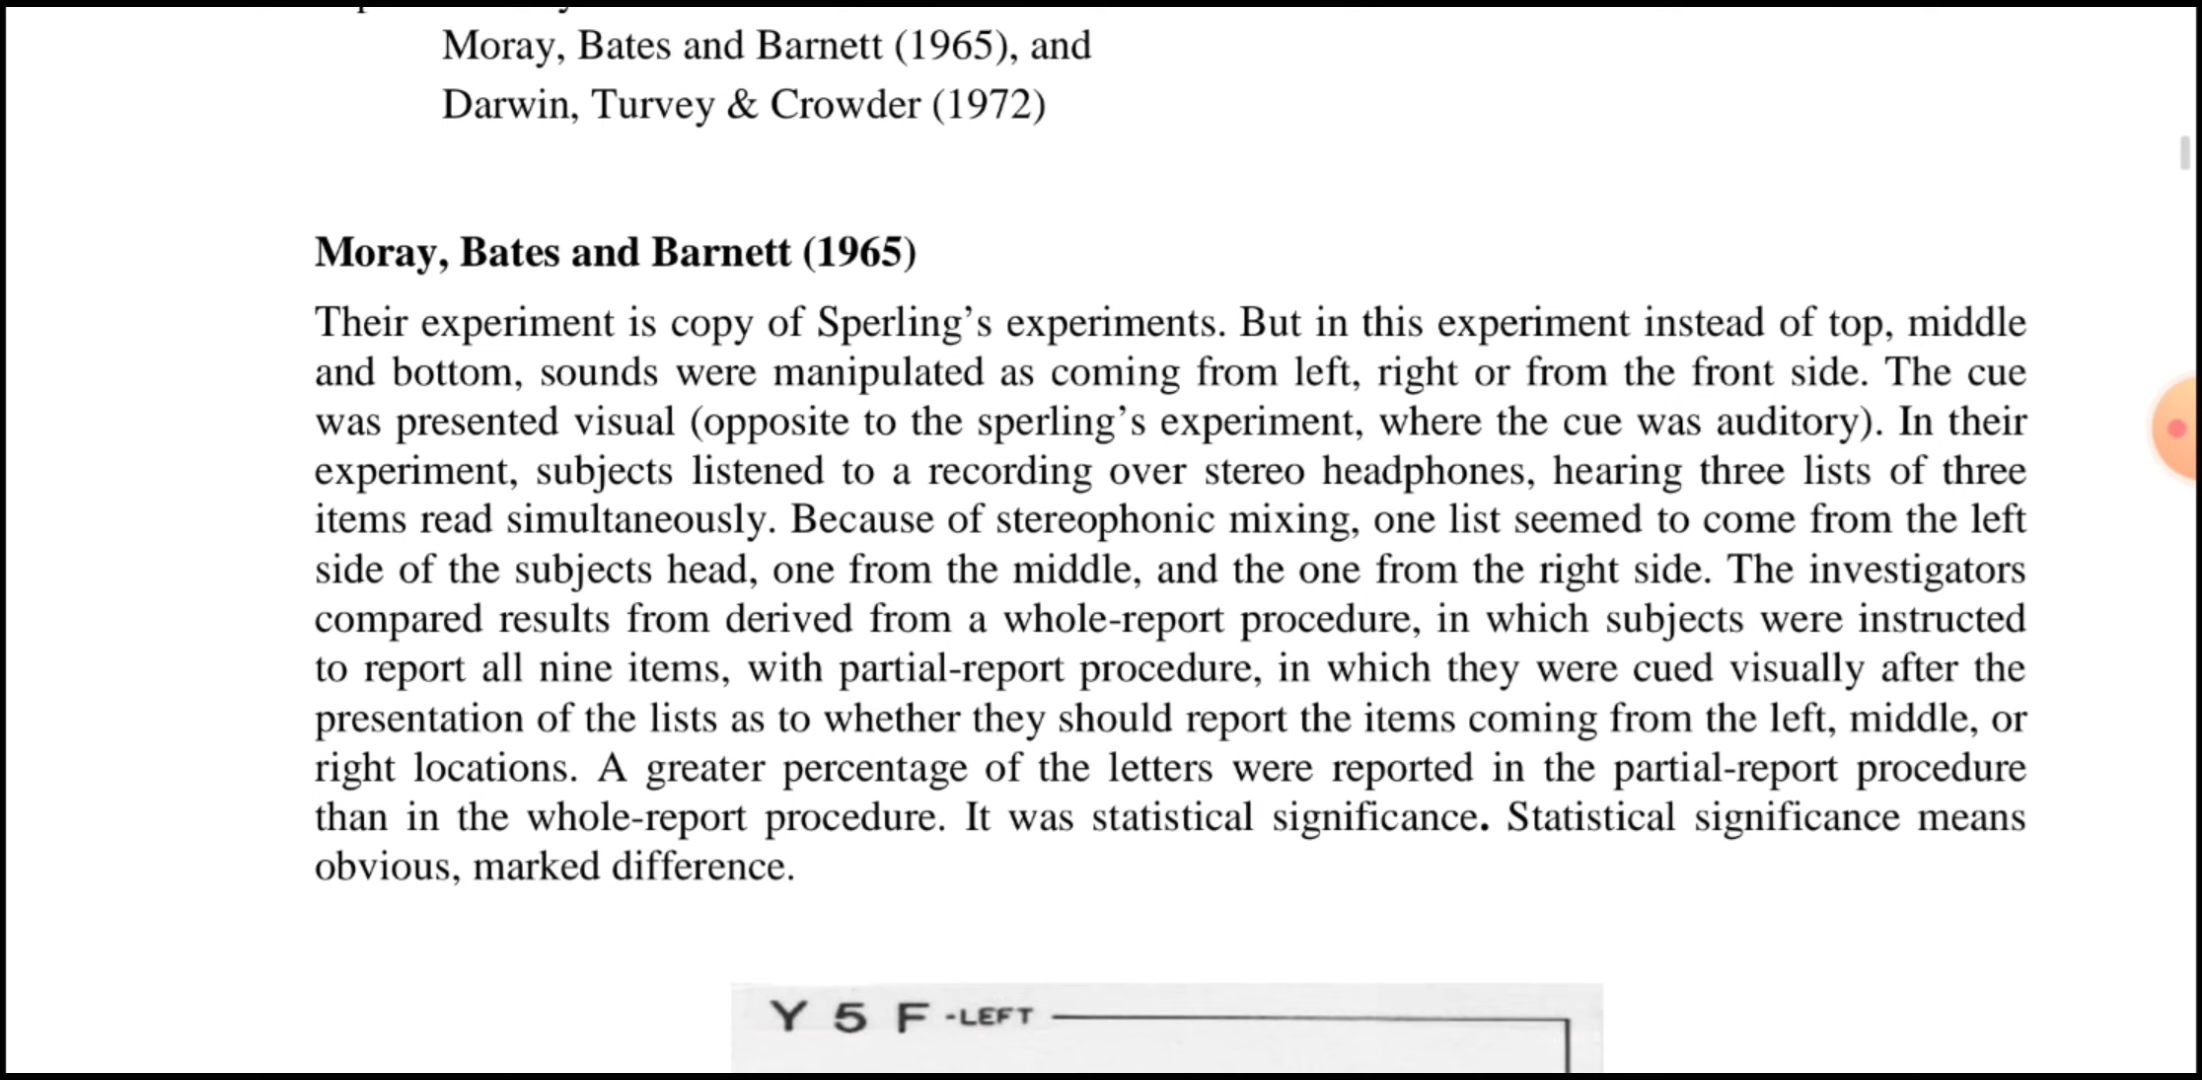 Moray, Bates and Barnett (1965), and
Darwin, Turvey & Crowder (1972)
Moray, Bates and Barnett (1965)
Their experiment is copy of Sperling’s experiments. But in this experiment instead of top, middle
and bottom, sounds were manipulated as coming from left, right or from the front side. The cue
was presented visual (opposite to the sperling’s experiment, where the cue was auditory). In their
experiment, subjects listened to a recording over stereo headphones, hearing three lists of three
items read simultaneously. Because of stereophonic mixing, one list seemed to come from the left
side of the subjects head, one from the middle, and the one from the right side. The investigators
compared results from derived from a whole-report procedure, in which subjects were instructed
to report all nine items, with partial-report procedure, in which they were cued visually after the
presentation of the lists as to whether they should report the items coming from the left, middle, or
right locations. A greater percentage of the letters were reported in the partial-report procedure
than in the whole-report procedure. It was statistical significance. Statistical significance means
obvious, marked difference.
Y 5 F -LEFT